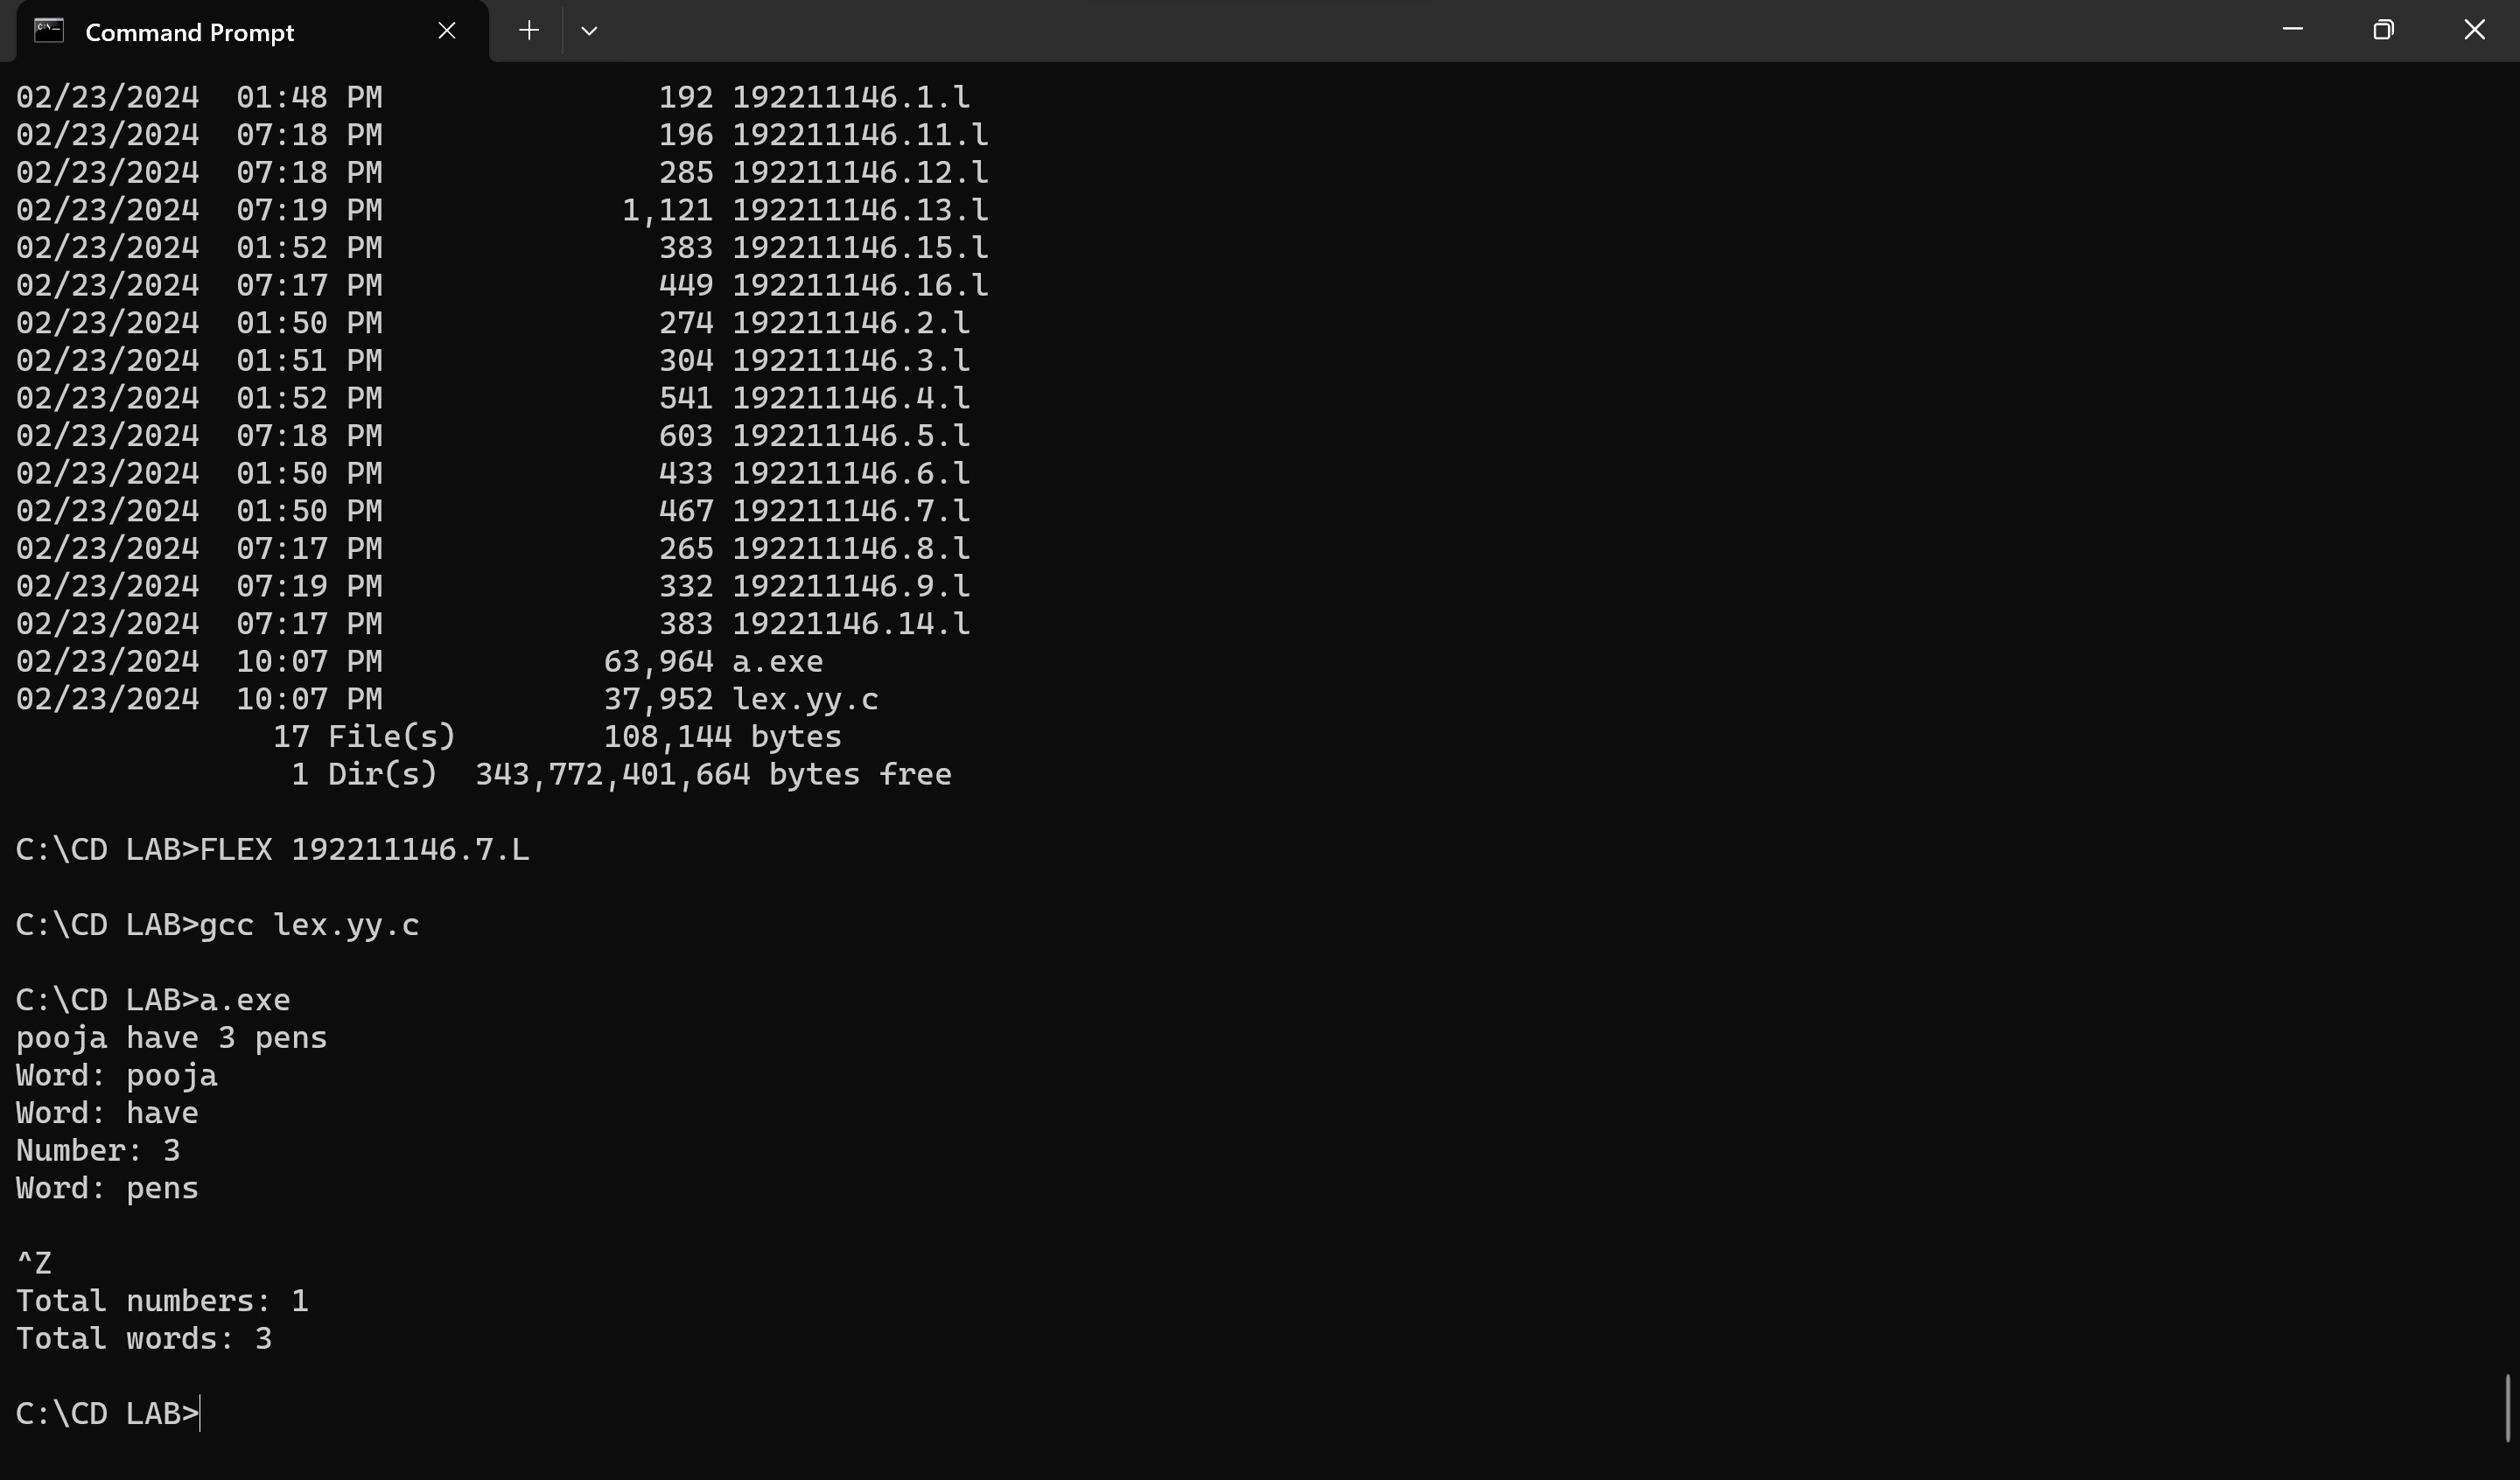 Command Prompt
02/23/2024  01:48 PM               192 192211146.1.l
02/23/2024  07:18 PM               196 192211146.11.l
02/23/2024  07:18 PM               285 192211146.12.l
02/23/2024  07:19 PM             1,121 192211146.13.l
02/23/2024  01:52 PM               383 192211146.15.l
02/23/2024  07:17 PM               449 192211146.16.l
02/23/2024  01:50 PM               274 192211146.2.l
02/23/2024  01:51 PM               304 192211146.3.l
02/23/2024  01:52 PM               541 192211146.4.l
02/23/2024  07:18 PM               603 192211146.5.l
02/23/2024  01:50 PM               433 192211146.6.l
02/23/2024  01:50 PM               467 192211146.7.l
02/23/2024  07:17 PM               265 192211146.8.l
02/23/2024  07:19 PM               332 192211146.9.l
02/23/2024  07:17 PM               383 19221146.14.l
02/23/2024  10:07 PM            63,964 a.exe
02/23/2024  10:07 PM            37,952 lex.yy.c
              17 File(s)        108,144 bytes
               1 Dir(s)  343,772,401,664 bytes free
C:\CD LAB>FLEX 192211146.7.L
C:\CD LAB>gcc lex.yy.c
C:\CD LAB>a.exe
pooja have 3 pens
Word: pooja
Word: have
Number: 3
Word: pens
^Z
Total numbers: 1
Total words: 3
C:\CD LAB>